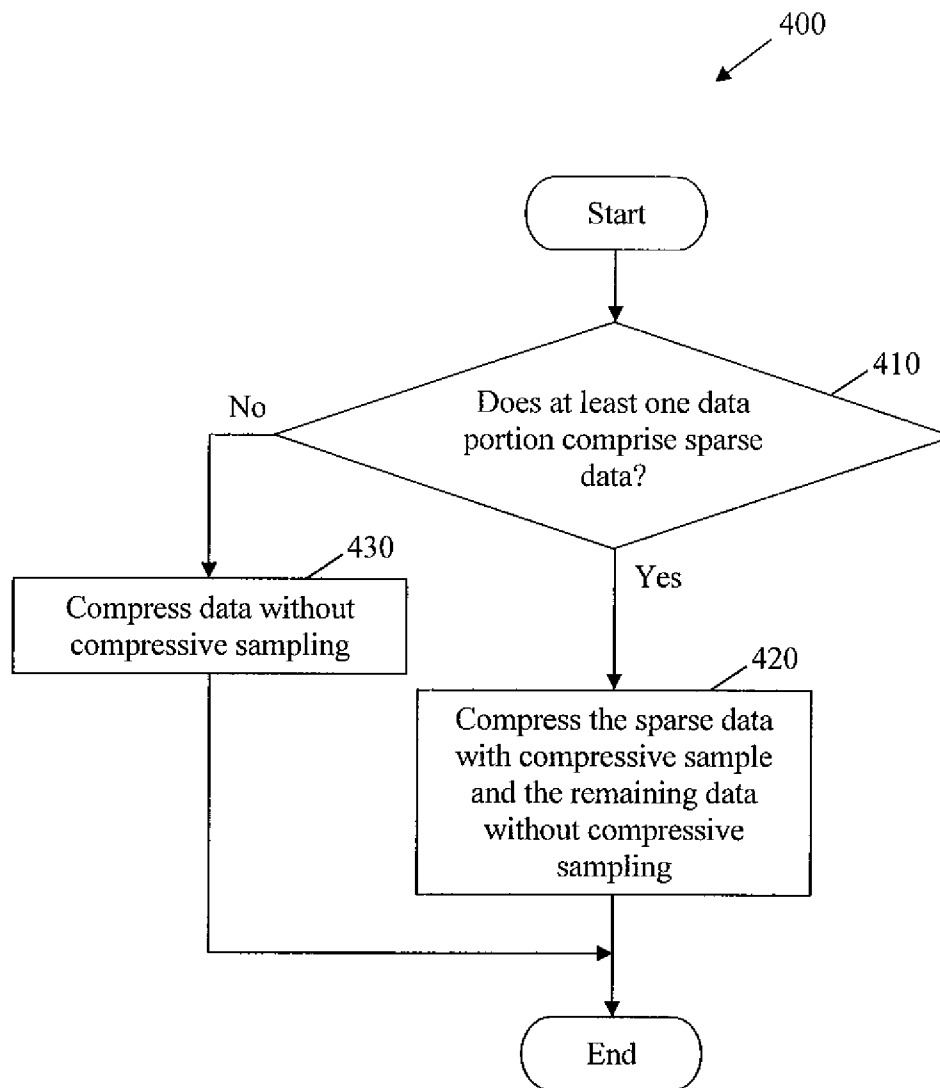 400
Start
410
Does at least one data
portion comprise sparse
data?
No
Yes
430
Compress data without
compressive sampling
420
Compress the sparse data
with compressive sample
and the remaining data
without compressive
sampling
End